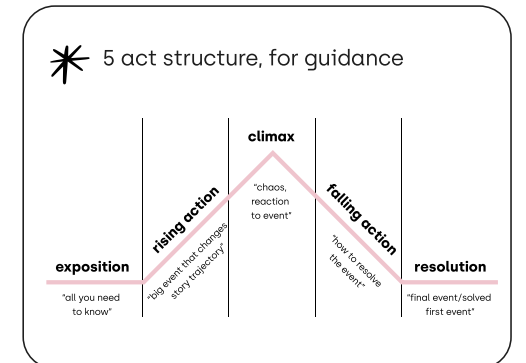 5 act structure, for guidance
climax
"chaos,
reaction
to event"
rising action
"big event that changes
story trajectory"
falling action
"how to resolve
the event"
exposition
"all you need
to know"
resolution
"final event/solved
first event"